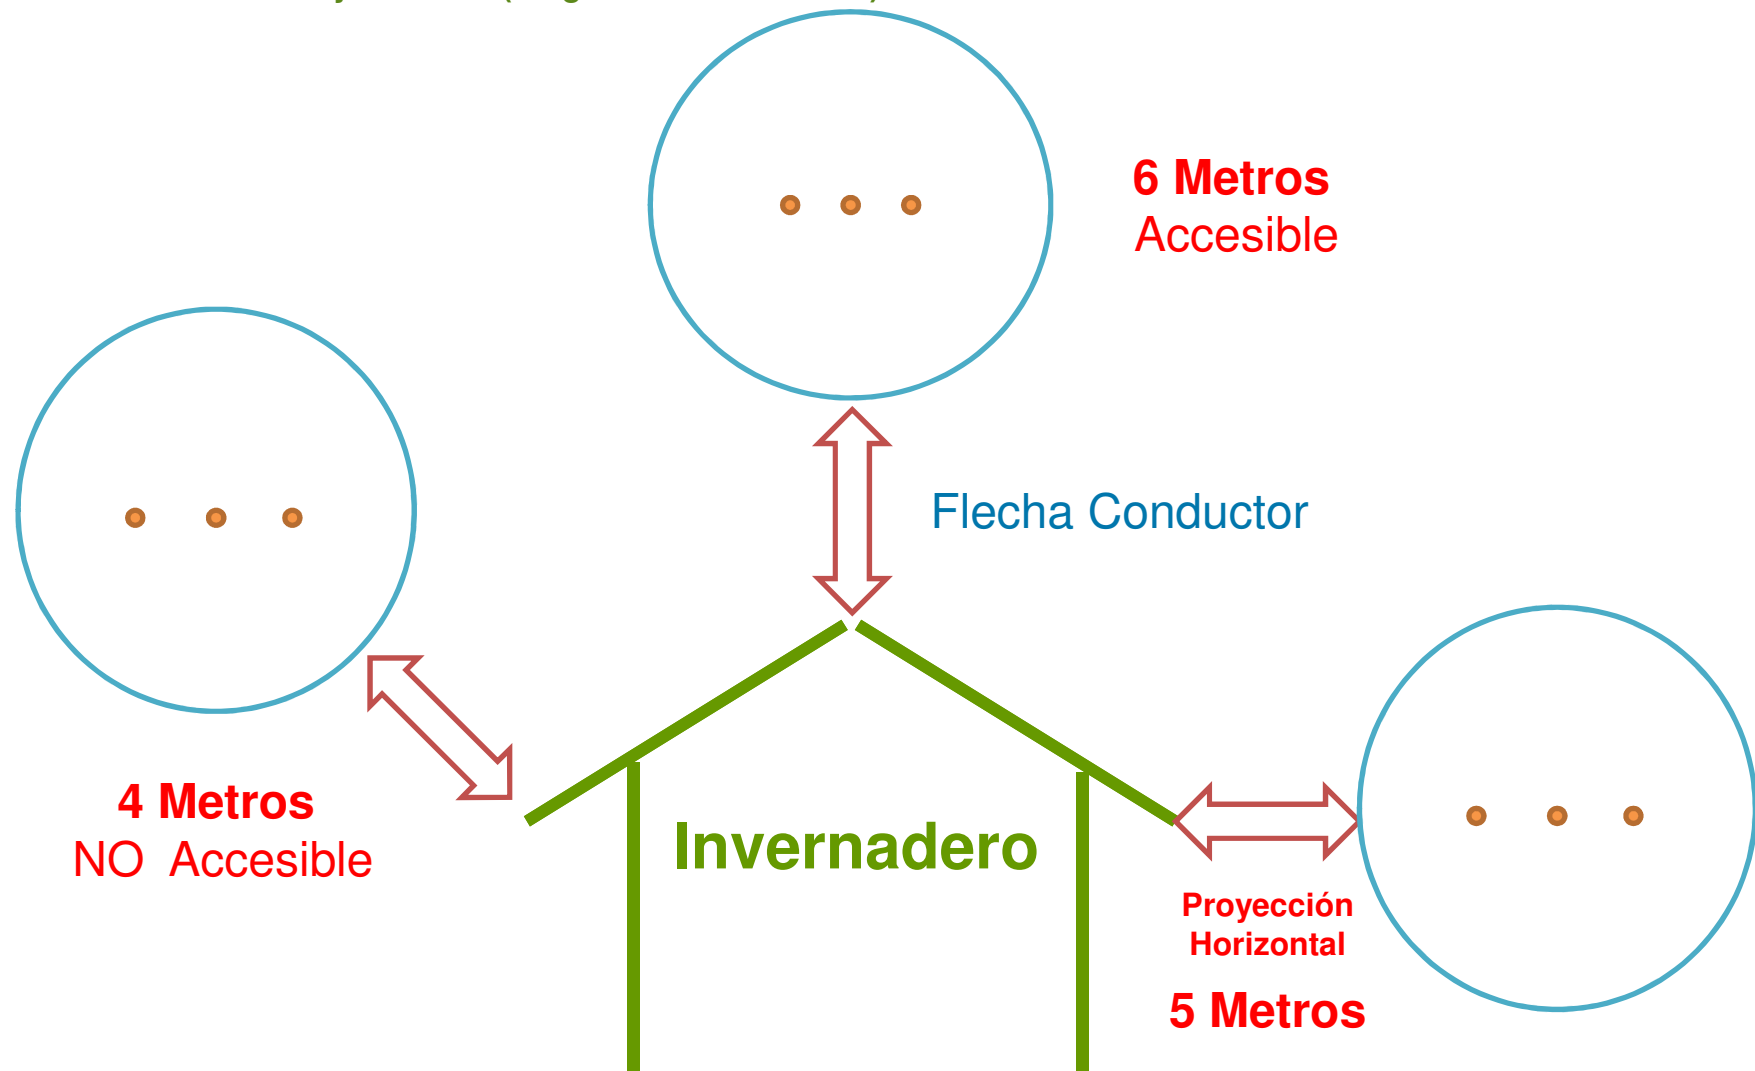 6 Metros
Accesible
Flecha Conductor
4 Metros
NO Accesible
Invernadero
Proyección
Horizontal
5 Metros